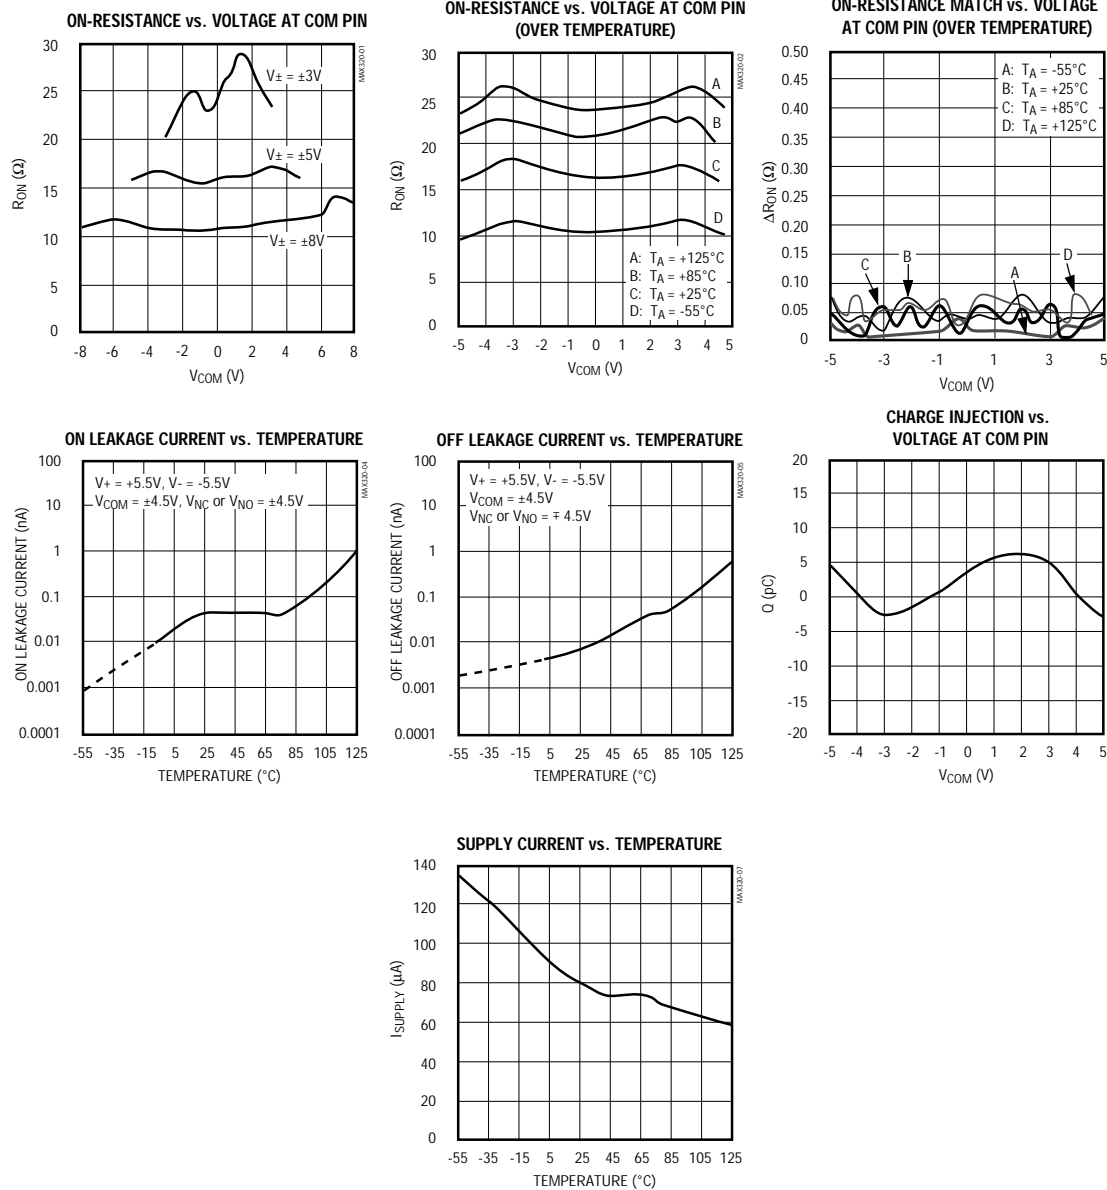 ON-RESISTANCE vs. VOLTAGE AT COM PIN
30
25
20
15
10
5
0
RON (Ω)
V± = ±3V
V± = ±5V
V± = ±8V
MAX320-01
-8 -6 -4 -2 0 2 4 6 8
VCOM (V)
ON-RESISTANCE vs. VOLTAGE AT COM PIN
(OVER TEMPERATURE)
30
25
20
15
10
5
0
RON (Ω)
A
B
C
D
A: TA = +125°C
B: TA = +85°C
C: TA = +25°C
D: TA = -55°C
MAX320-02
-5 -4 -3 -2 -1 0 1 2 3 4 5
VCOM (V)
ON-RESISTANCE MATCH vs. VOLTAGE
AT COM PIN (OVER TEMPERATURE)
0.50
0.45
0.40
0.35
0.30
0.25
0.20
0.15
0.10
0.05
0
ΔRON (Ω)
A: TA = -55°C
B: TA = +25°C
C: TA = +85°C
D: TA = +125°C
C
B
A
D
-5 -3 -1 1 3 5
VCOM (V)
ON LEAKAGE CURRENT vs. TEMPERATURE
100
10
1
0.1
0.01
0.001
0.0001
ON LEAKAGE CURRENT (nA)
V+ = +5.5V, V- = -5.5V
VCOM = ±4.5V, VNC or VNO = ±4.5V
MAX320-04
-55 -35 -15 5 25 45 65 85 105 125
TEMPERATURE (°C)
OFF LEAKAGE CURRENT vs. TEMPERATURE
100
10
1
0.1
0.01
0.001
0.0001
OFF LEAKAGE CURRENT (nA)
V+ = +5.5V, V- = -5.5V
VCOM = ±4.5V
VNC or VNO = ∓ 4.5V
MAX320-05
-55 -35 -15 5 25 45 65 85 105 125
TEMPERATURE (°C)
CHARGE INJECTION vs.
VOLTAGE AT COM PIN
20
15
10
5
0
-5
-10
-15
-20
Q (pC)
-5 -4 -3 -2 -1 0 1 2 3 4 5
VCOM (V)
SUPPLY CURRENT vs. TEMPERATURE
140
120
100
80
60
40
20
0
ISUPPLY (µA)
MAX320-07
-55 -35 -15 5 25 45 65 85 105 125
TEMPERATURE (°C)